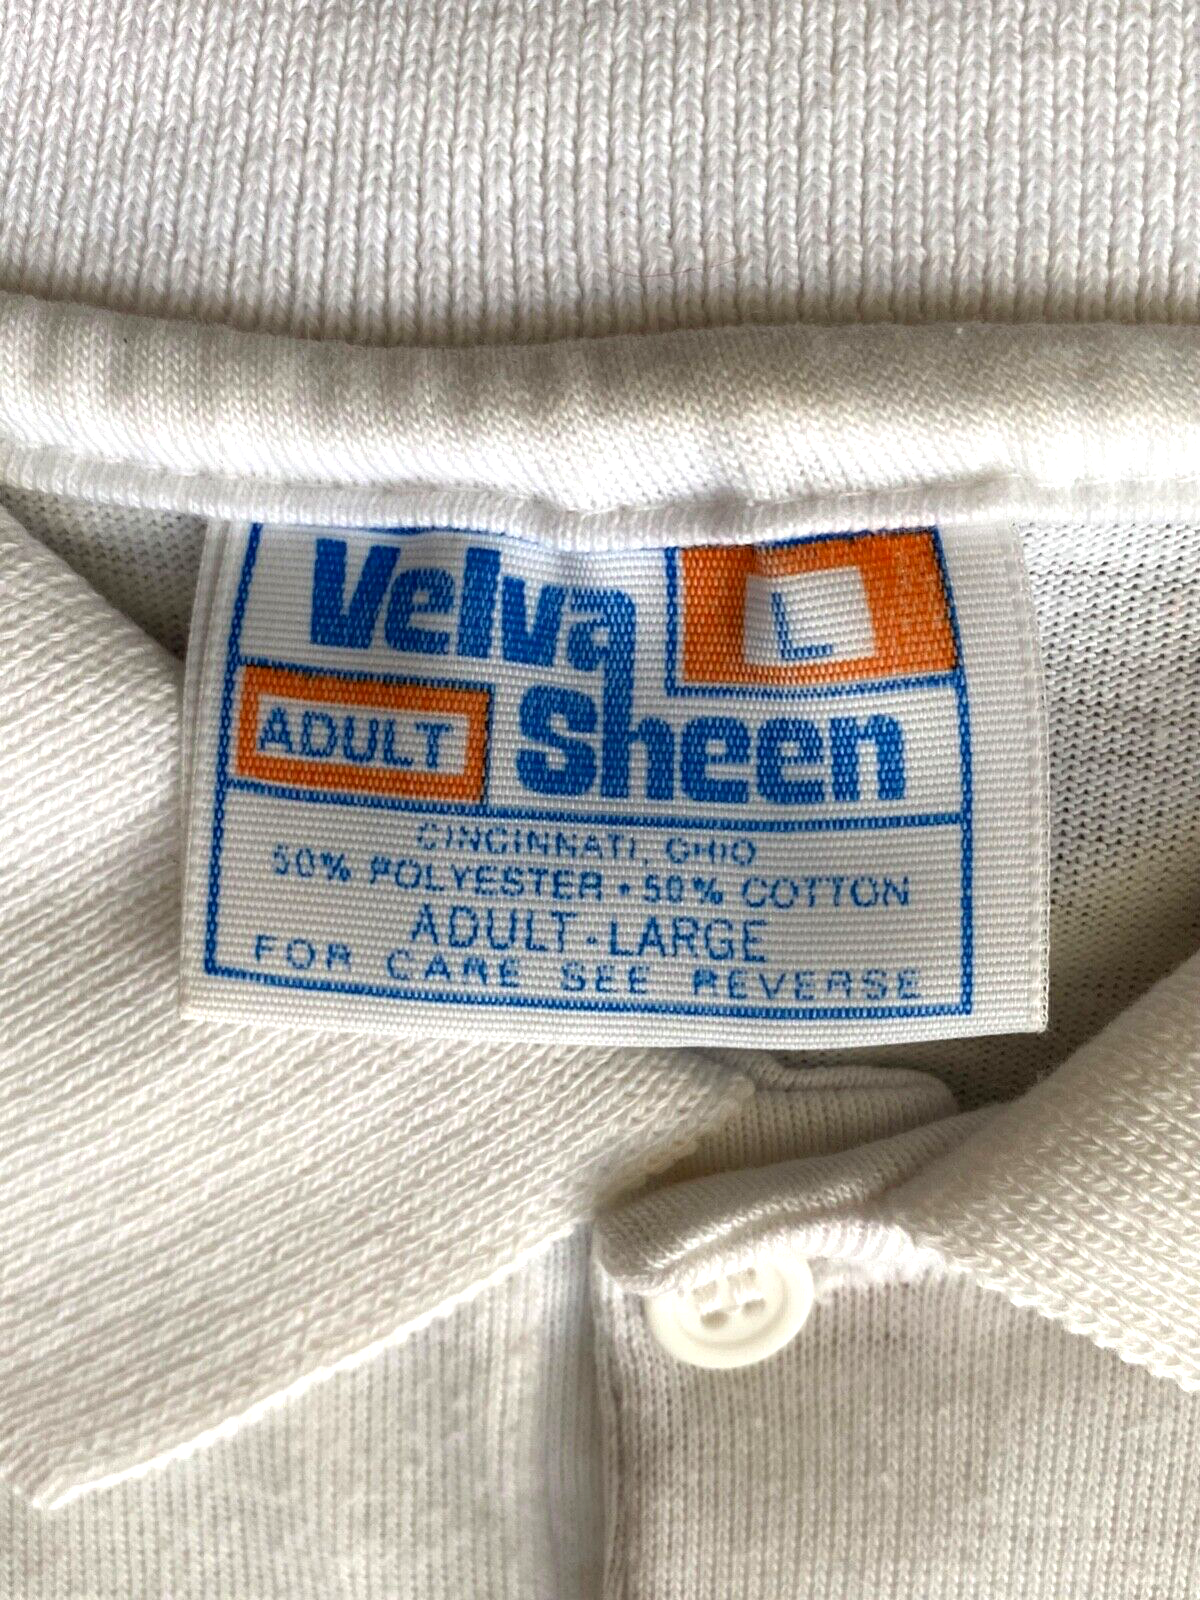 Velva
L
ADULT
Sheen
CINCINNATI, OHIO
50% POLYESTER • 50% COTTON
ADULT-LARGE
FOR CARE SEE REVERSE